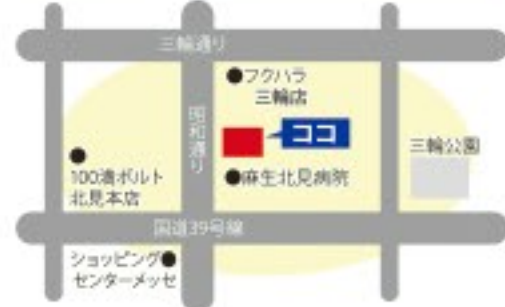 三輪通り
●フクハラ
三輪店
昭和通り
ココ
三輪公園
100満ボルト
北見本店
●麻生北見病院
国道39号線
ショッピング●
センターメッセ